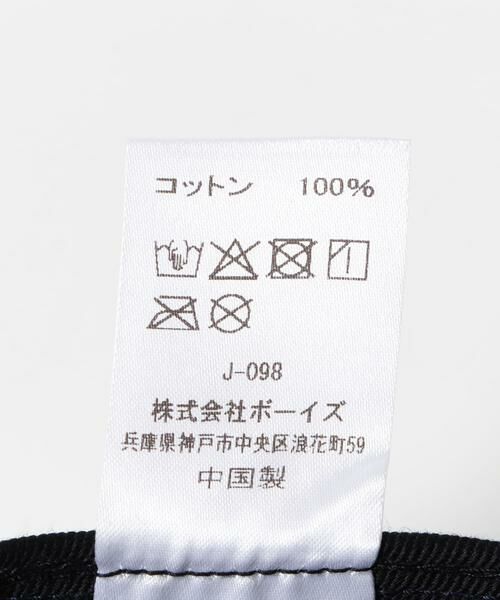 コットン 100%
J-098
株式会社ボーイズ
兵庫県神戸市中央区浪花町59
中国製